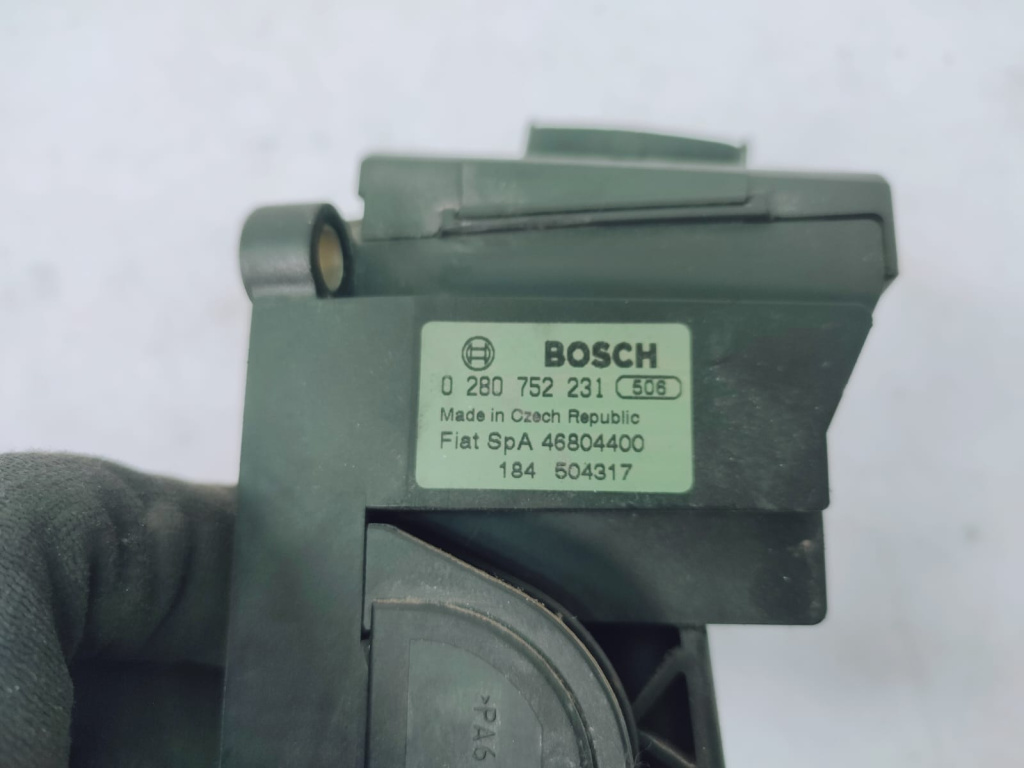 BOSCH
0 280 752 231 506
Made in Czech Republic
Fiat SpA 46804400
184 504317
>PA6